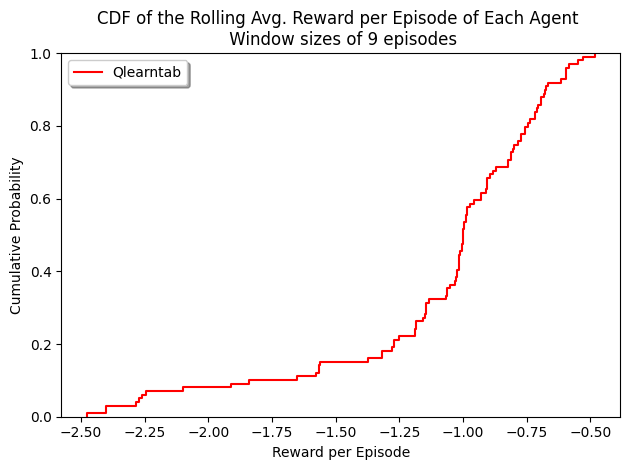 CDF of the Rolling Avg. Reward per Episode of Each Agent
Window sizes of 9 episodes
Qlearntab
Cumulative Probability
1.0
0.8
0.6
0.4
0.2
0.0
−2.50 −2.25 −2.00 −1.75 −1.50 −1.25 −1.00 −0.75 −0.50
Reward per Episode